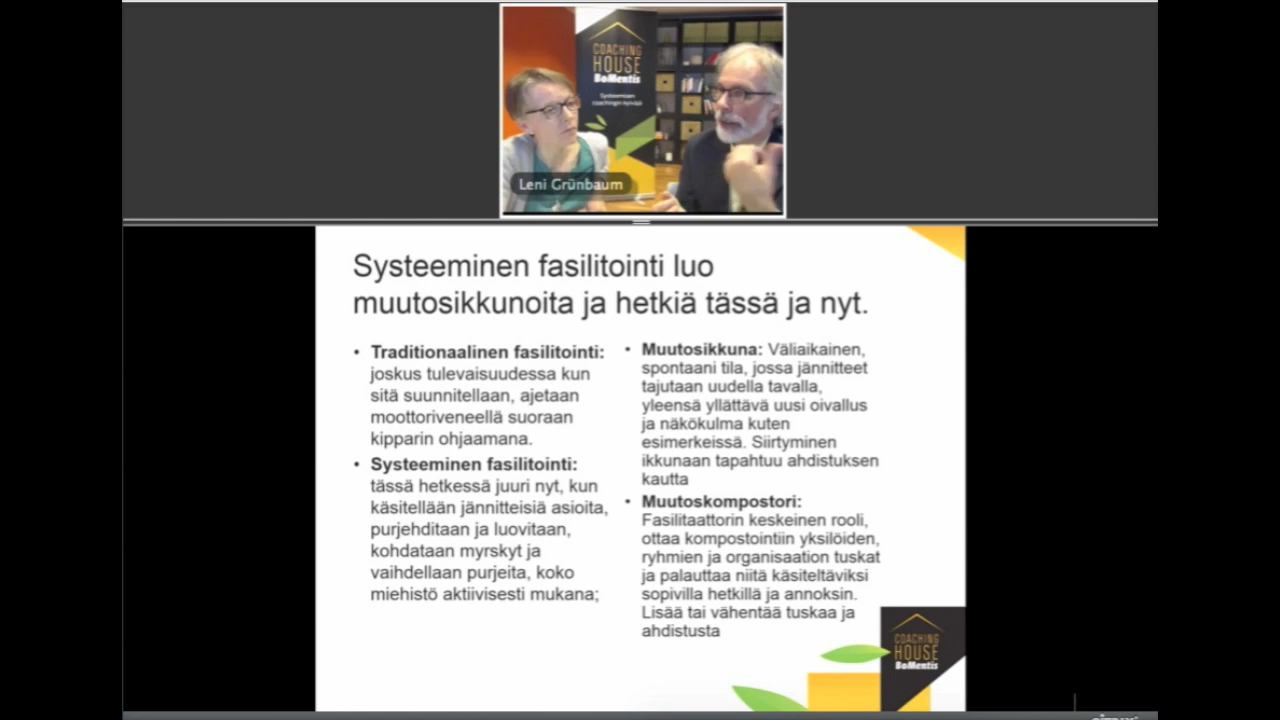 COACHING
HOUSE
BoMentis
Systeemisen
coachingin hyvää
Leni Grünbaum
Systeeminen fasilitointi luo
muutosikkunoita ja hetkiä tässä ja nyt.
• Traditionaalinen fasilitointi:
joskus tulevaisuudessa kun
sitä suunnitellaan, ajetaan
moottoriveneellä suoraan
kipparin ohjaamana.
• Systeeminen fasilitointi:
tässä hetkessä juuri nyt, kun
käsitellään jännitteisiä asioita,
purjehditaan ja luovitaan,
kohdataan myrskyt ja
vaihdellaan purjeita, koko
miehistö aktiivisesti mukana;
• Muutosikkuna: Väliaikainen,
spontaani tila, jossa jännitteet
tajutaan uudella tavalla,
yleensä yllättävä uusi oivallus
ja näkökulma kuten
esimerkeissä. Siirtyminen
ikkunaan tapahtuu ahdistuksen
kautta
• Muutoskompostori:
Fasilitaattorin keskeinen rooli,
ottaa kompostointiin yksilöiden,
ryhmien ja organisaation tuskat
ja palauttaa niitä käsiteltäviksi
sopivilla hetkillä ja annoksin.
Lisää tai vähentää tuskaa ja
ahdistusta
COACHING
HOUSE
BoMentis